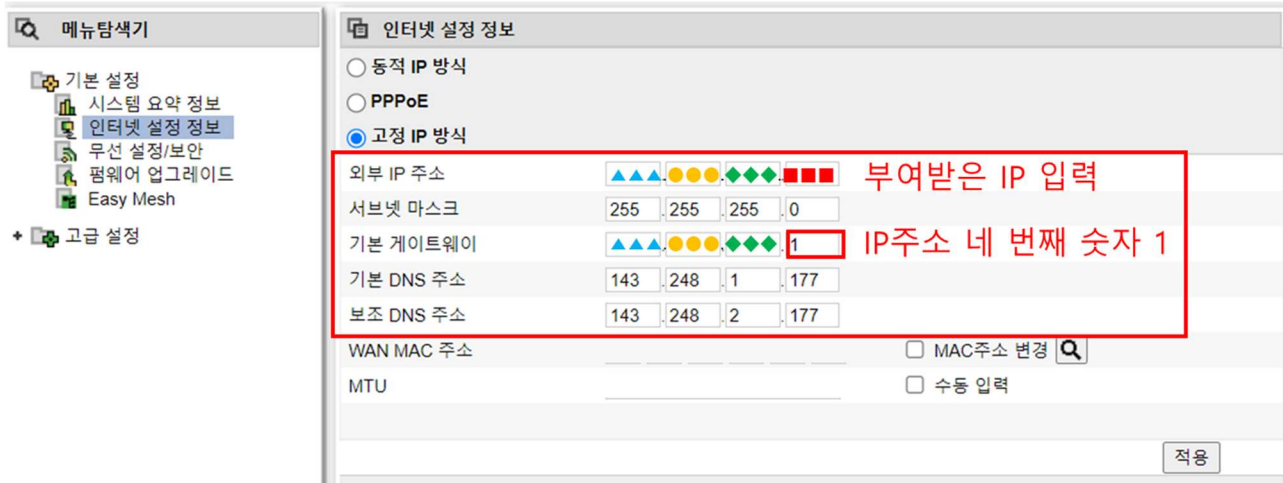 메뉴탐색기
기본 설정
시스템 요약 정보
인터넷 설정 정보
무선 설정/보안
펌웨어 업그레이드
Easy Mesh
+ 고급 설정
인터넷 설정 정보
동적 IP 방식
PPPoE
고정 IP 방식
외부 IP 주소 ▲▲▲.●●●.◆◆◆.■■■ 부여받은 IP 입력
서브넷 마스크 255 .255 .255 .0
기본 게이트웨이 ▲▲▲.●●●.◆◆◆.1 IP주소 네 번째 숫자 1
기본 DNS 주소 143 .248 .1 .177
보조 DNS 주소 143 .248 .2 .177
WAN MAC 주소 MAC주소 변경
MTU 수동 입력
적용